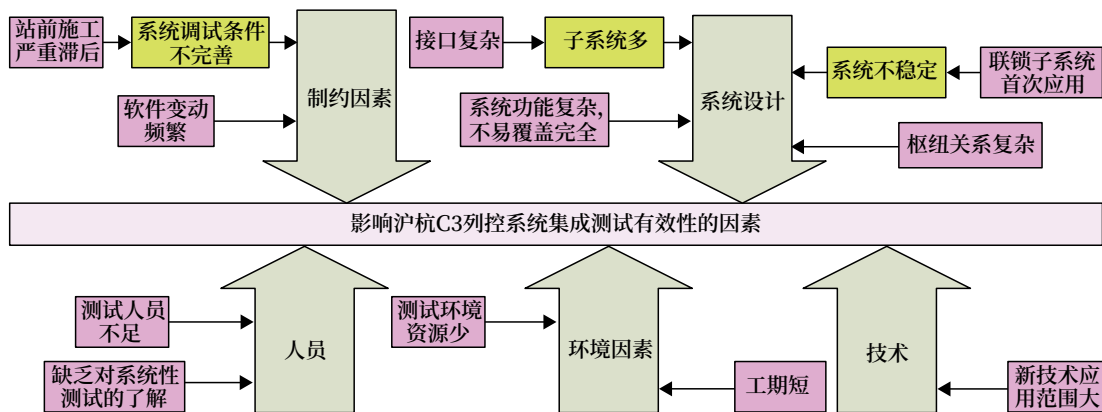 站前施工
严重滞后
系统调试条件
不完善
软件变动
频繁
制约因素
接口复杂
子系统多
系统功能复杂,
不易覆盖完全
系统设计
系统不稳定
联锁子系统
首次应用
枢纽关系复杂
影响沪杭C3列控系统集成测试有效性的因素
测试人员
不足
缺乏对系统性
测试的了解
人员
测试环境
资源少
环境因素
工期短
技术
新技术应
用范围大